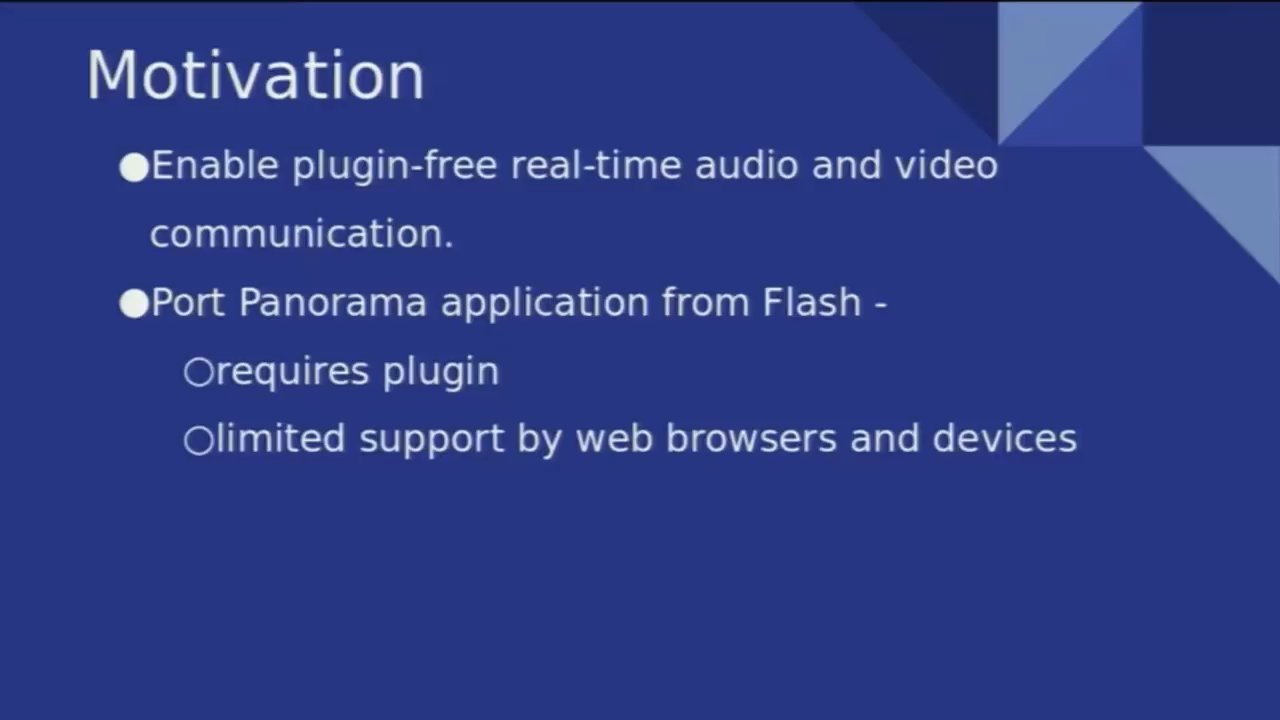 Motivation
●Enable plugin-free real-time audio and video
communication.
●Port Panorama application from Flash -
○requires plugin
○limited support by web browsers and devices